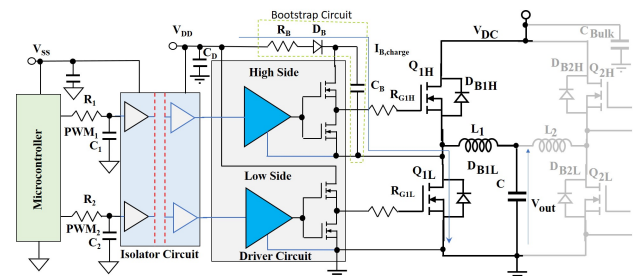 Bootstrap Circuit
V_SS
V_DD
R_B
D_B
I_B,charge
V_DC
C_Bulk
C_D
High Side
C_B
Q_1H
D_B1H
Q_2H
D_B2H
R_1
PWM_1
C_1
R_G1H
L_1
L_2
Microcontroller
Low Side
Q_1L
D_B1L
D_B2L
Q_2L
R_2
PWM_2
C_2
R_G1L
C
V_out
Isolator Circuit
Driver Circuit